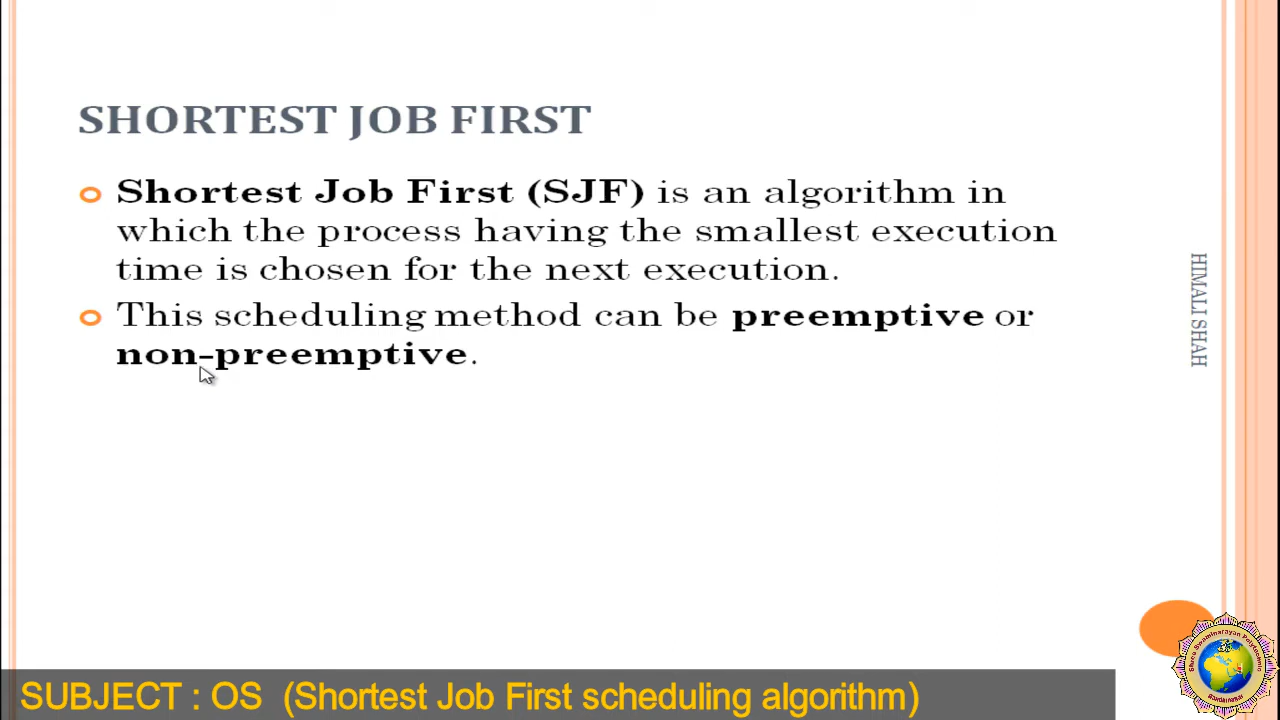 SHORTEST JOB FIRST
Shortest Job First (SJF) is an algorithm in
which the process having the smallest execution
time is chosen for the next execution.
This scheduling method can be preemptive or
non-preemptive.
HIMALI SHAH
SUBJECT : OS (Shortest Job First scheduling algorithm)